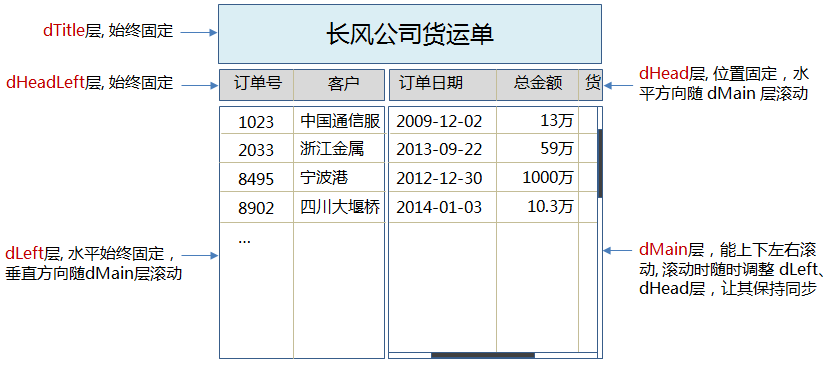 长风公司货运单
dTitle层, 始终固定
dHeadLeft层, 始终固定
订单号 客户 订单日期 总金额 货
dHead层, 位置固定，水
平方向随 dMain 层滚动
1023 中国通信服 2009-12-02 13万
2033 浙江金属 2013-09-22 59万
8495 宁波港 2012-12-30 1000万
8902 四川大堰桥 2014-01-03 10.3万
...
dLeft层, 水平始终固定，
垂直方向随dMain层滚动
dMain层，能上下左右滚
动, 滚动时随时调整 dLeft、
dHead层，让其保持同步